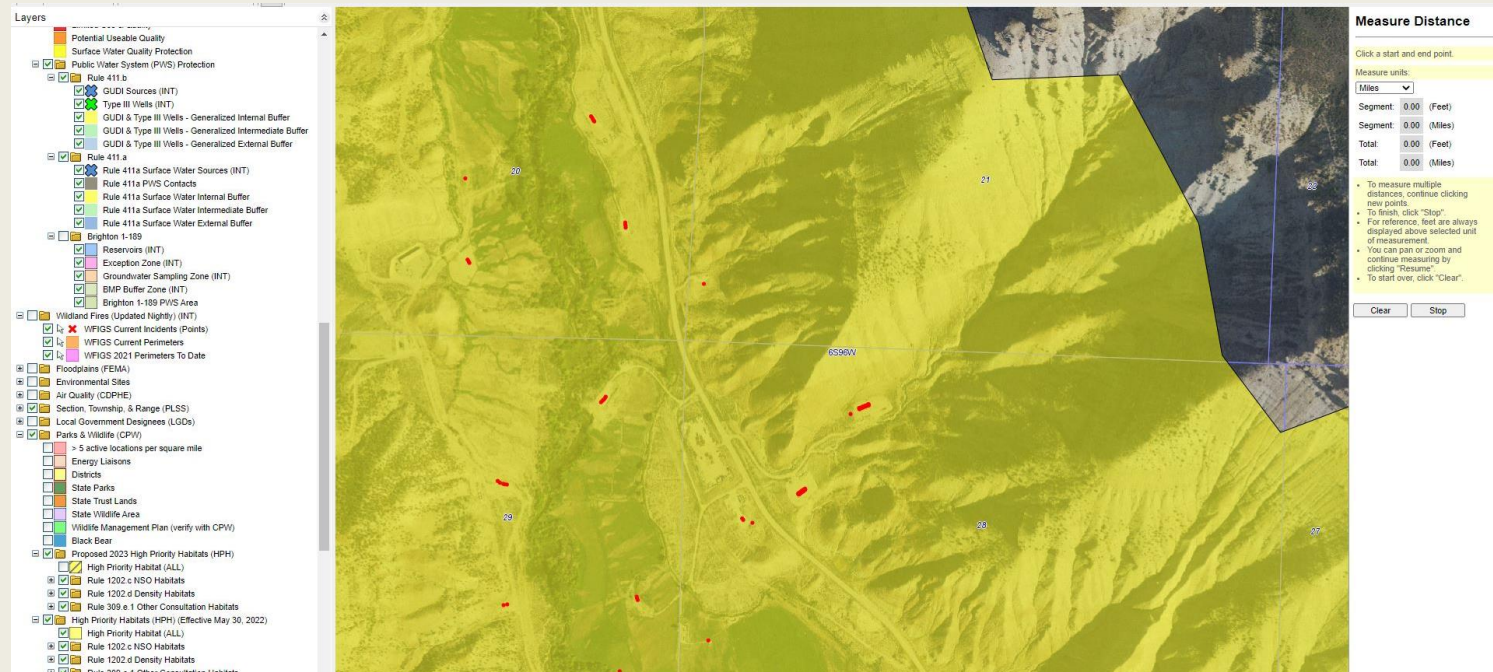 Layers
Potential Useable Quality
Surface Water Quality Protection
Public Water System (PWS) Protection
Rule 411.b
GUDI Sources (INT)
Type III Wells (INT)
GUDI & Type III Wells - Generalized Internal Buffer
GUDI & Type III Wells - Generalized Intermediate Buffer
GUDI & Type III Wells - Generalized External Buffer
Rule 411.a
Rule 411a Surface Water Sources (INT)
Rule 411a PWS Contacts
Rule 411a Surface Water Internal Buffer
Rule 411a Surface Water Intermediate Buffer
Rule 411a Surface Water External Buffer
Brighton 1-189
Reservoirs (INT)
Exception Zone (INT)
Groundwater Sampling Zone (INT)
BMP Buffer Zone (INT)
Brighton 1-189 PWS Area
Wildland Fires (Updated Nightly) (INT)
WFIGS Current Incidents (Points)
WFIGS Current Perimeters
WFIGS 2021 Perimeters To Date
Floodplains (FEMA)
Environmental Sites
Air Quality (CDPHE)
Section, Township, & Range (PLSS)
Local Government Designees (LGDs)
Parks & Wildlife (CPW)
> 5 active locations per square mile
Energy Liaisons
Districts
State Parks
State Trust Lands
State Wildlife Area
Wildlife Management Plan (verify with CPW)
Black Bear
Proposed 2023 High Priority Habitats (HPH)
High Priority Habitat (ALL)
Rule 1202.c NSO Habitats
Rule 1202.d Density Habitats
Rule 309.e.1 Other Consultation Habitats
High Priority Habitats (HPH) (Effective May 30, 2022)
High Priority Habitat (ALL)
Rule 1202.c NSO Habitats
Rule 1202.d Density Habitats
20
21
22
6S96W
29
28
27
Measure Distance
Click a start and end point.
Measure units:
Miles
Segment: 0.00 (Feet)
Segment: 0.00 (Miles)
Total: 0.00 (Feet)
Total: 0.00 (Miles)
To measure multiple
distances, continue clicking
new points.
To finish, click "Stop".
For reference, feet are always
displayed above selected unit
of measurement.
You can pan or zoom and
continue measuring by
clicking "Resume".
To start over, click "Clear".
Clear Stop